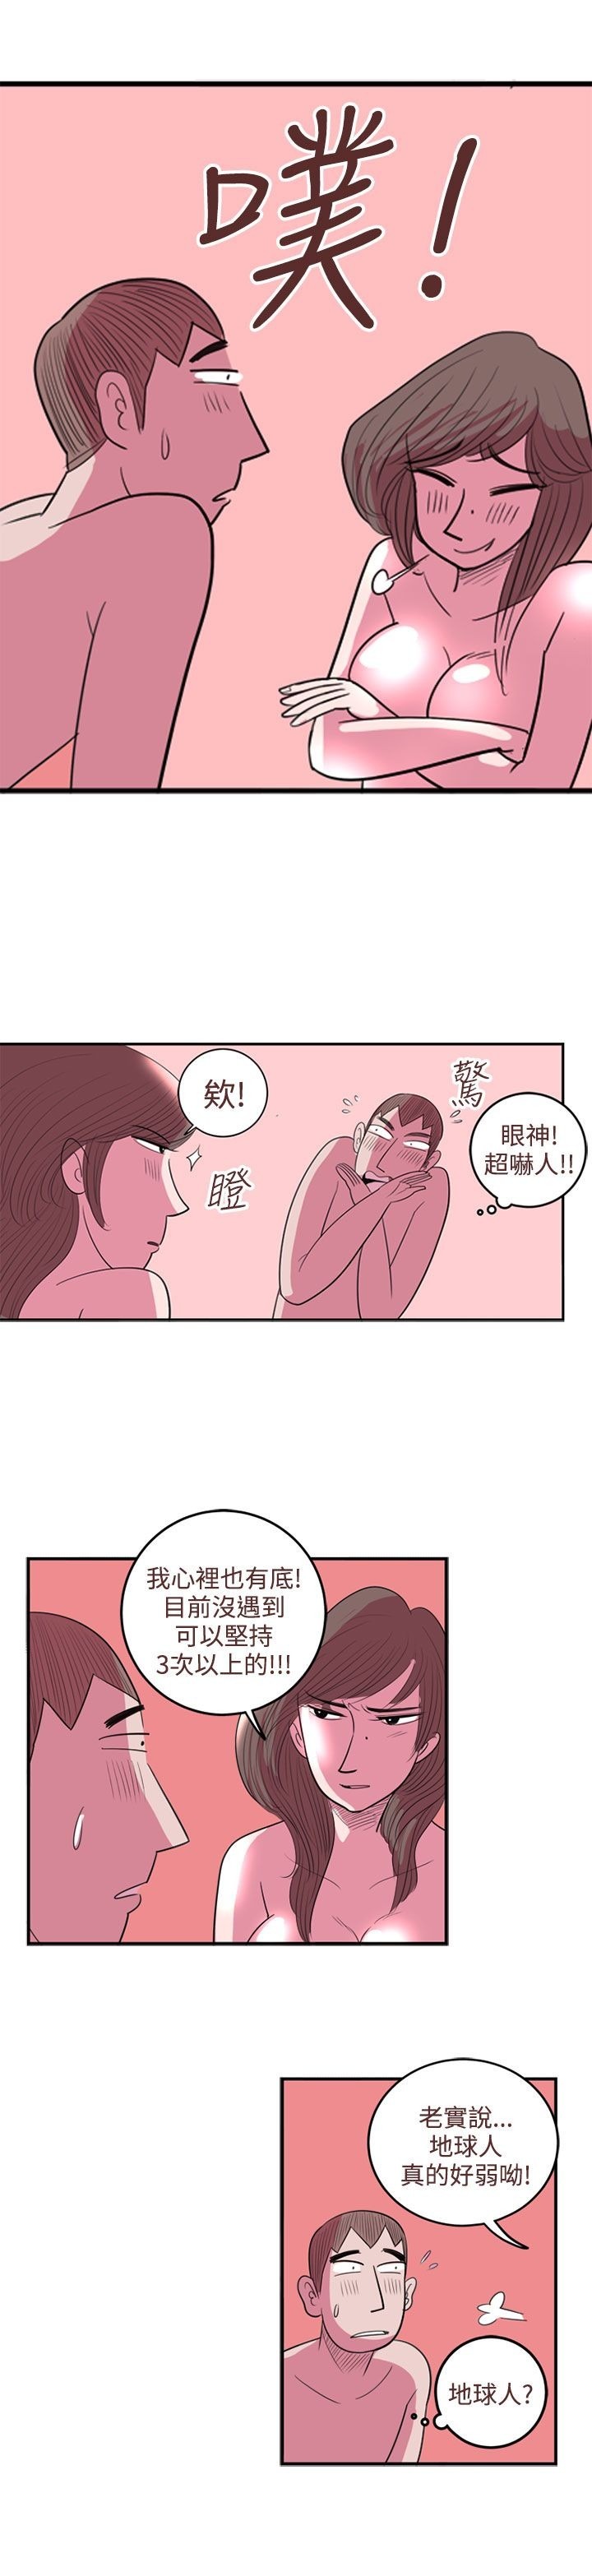 噗!
欸!
瞪
驚
眼神!
超嚇人!!
我心裡也有底!
目前沒遇到
可以堅持
3次以上的!!!
老實說...
地球人
真的好弱呦!
地球人?